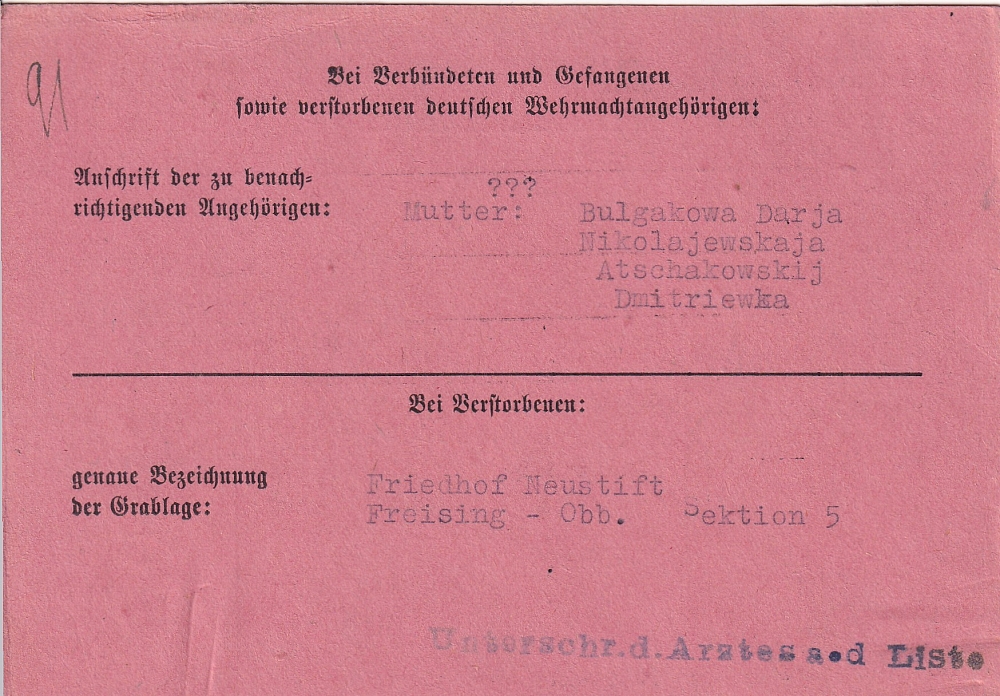 91
Bei Verbündeten und Gefangenen
sowie verstorbenen deutschen Wehrmachtangehörigen:
Anschrift der zu benach-
richtigenden Angehörigen:
???
Mutter: Bulgakowa Darja
Nikolajewskaja
Atschakowskij
Dmitriewka
Bei Verstorbenen:
genaue Bezeichnung
der Grablage:
Friedhof Neustift
Freising - Obb. Sektion 5
Unterschr.d.Arztes a.d Liste